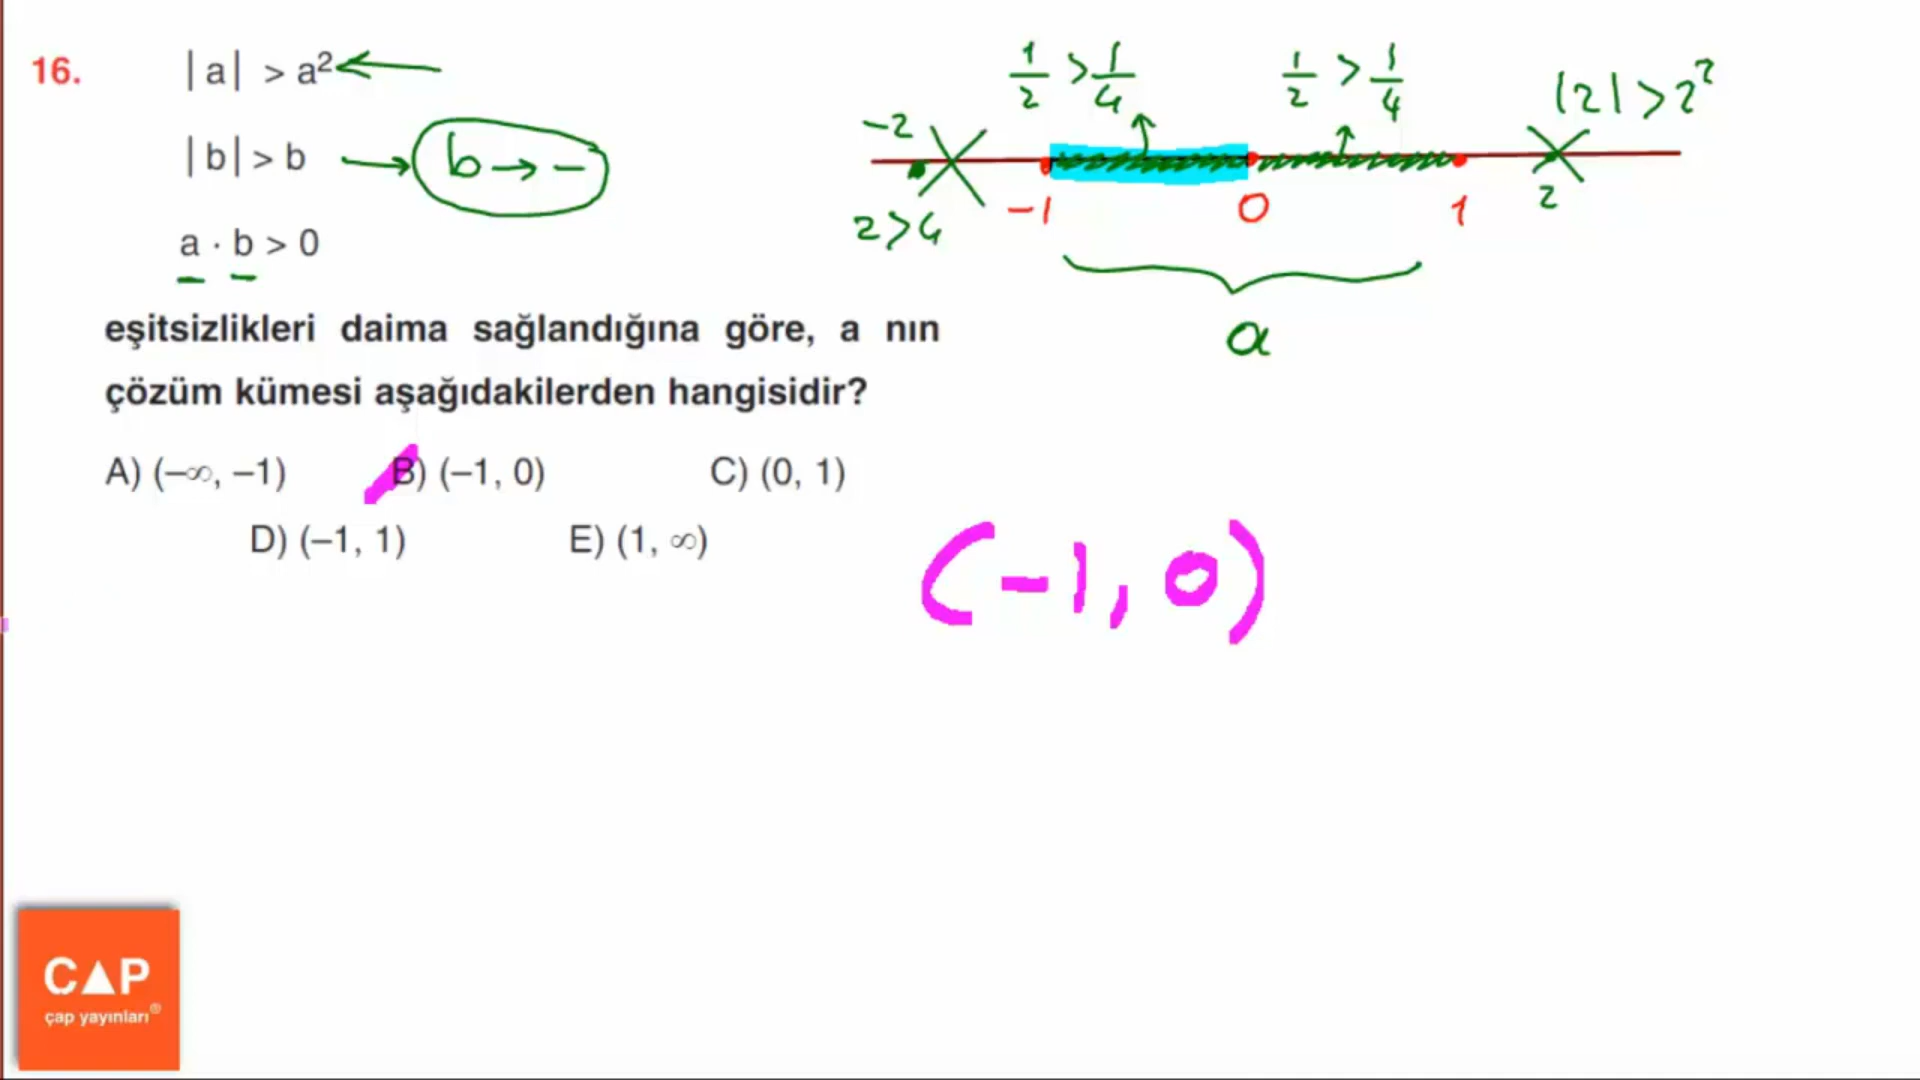 16.
|a| > a²
|b| > b
b → −
a · b > 0
eşitsizlikleri daima sağlandığına göre, a nın
çözüm kümesi aşağıdakilerden hangisidir?
A) (–∞, –1)
B) (–1, 0)
C) (0, 1)
D) (–1, 1)
E) (1, ∞)
1/2 > 1/4
1/2 > 1/4
|2| > 2²
-2
2>4
-1
0
1
2
a
(-1, 0)
CAP
çap yayınları®